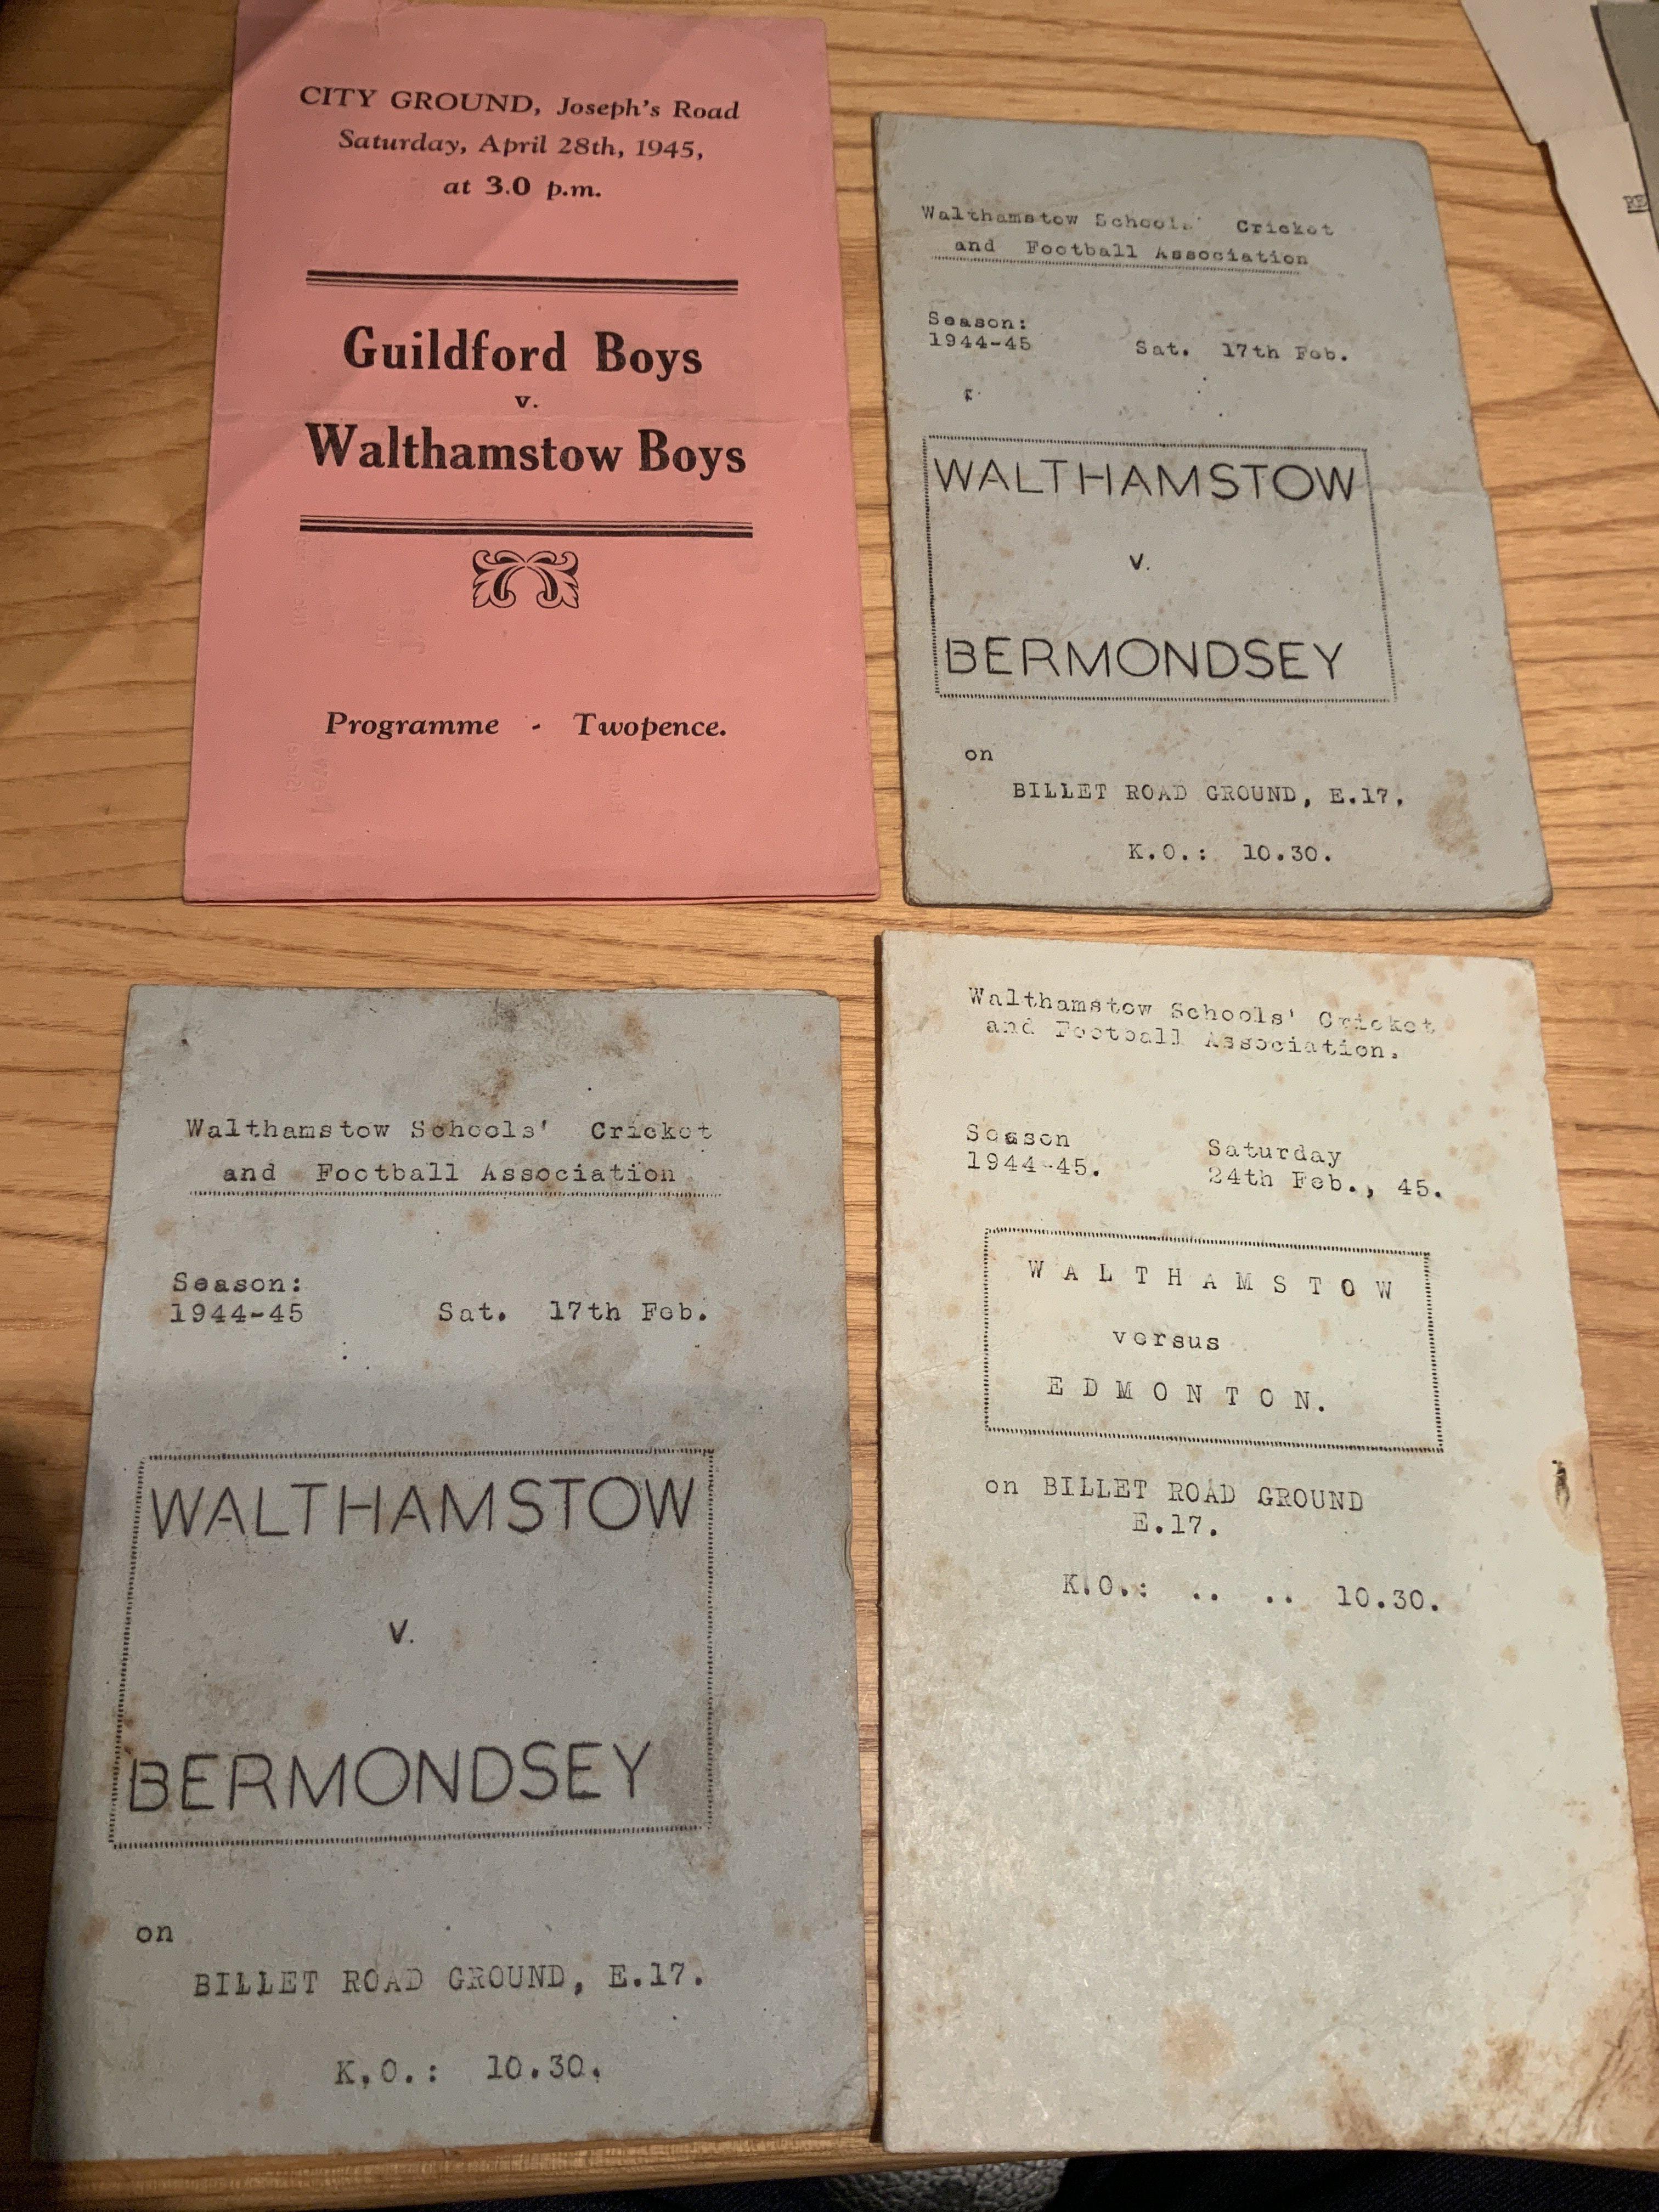 CITY GROUND, Joseph's Road
Saturday, April 28th, 1945,
at 3.0 p.m.
Guildford Boys
v.
Walthamstow Boys
Programme - Twopence.
Walthamstow Schools' Cricket
and Football Association
Season:
1944-45 Sat. 17th Feb.
WALTHAMSTOW
v.
BERMONDSEY
on
BILLET ROAD GROUND, E.17.
K.O.: 10.30.
Walthamstow Schools' Cricket
and Football Association
Season:
1944-45 Sat. 17th Feb.
WALTHAMSTOW
v.
BERMONDSEY
on
BILLET ROAD GROUND, E.17.
K.O.: 10.30.
Walthamstow Schools' Cricket
and Football Association.
Season Saturday
1944-45. 24th Feb., 45.
WALTHAMSTOW
versus
EDMONTON.
on BILLET ROAD GROUND
E.17.
K.O.: .. .. 10.30.